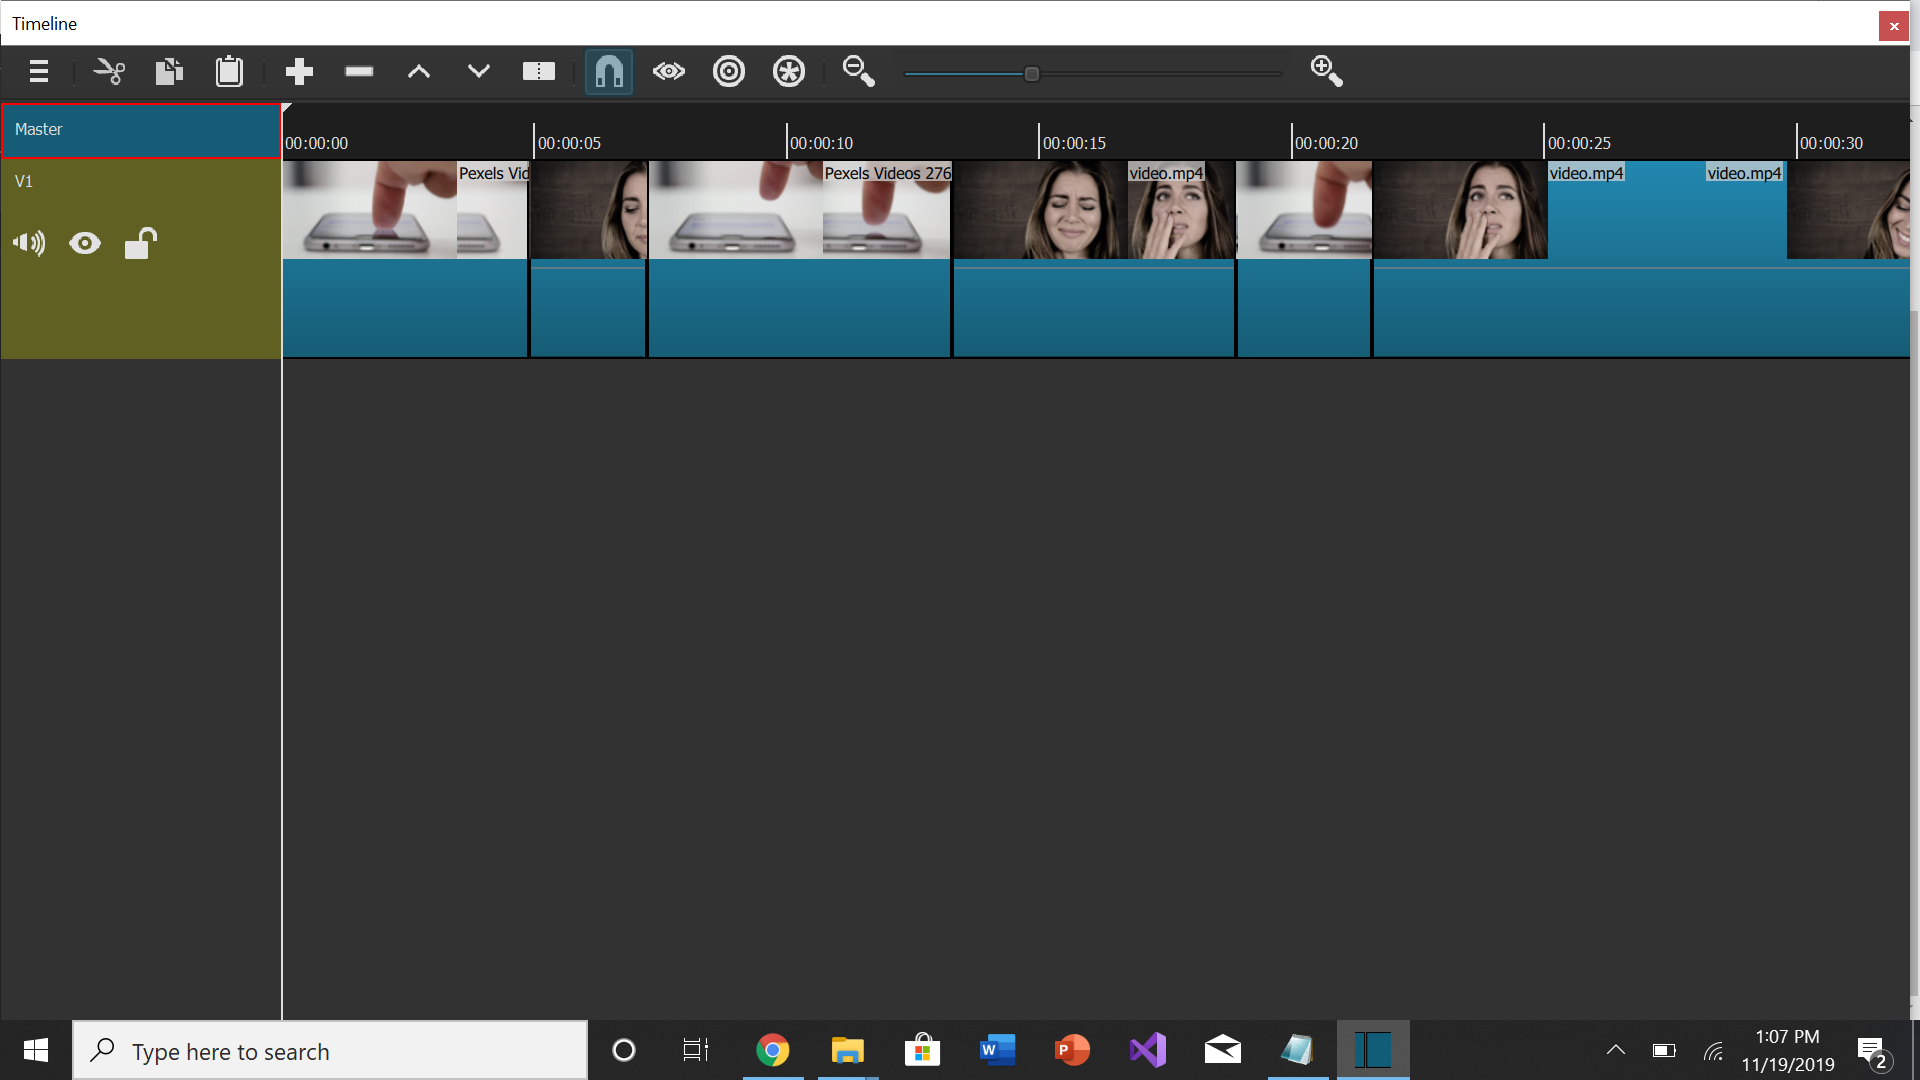 Timeline
Master
00:00:00 00:00:05 00:00:10 00:00:15 00:00:20 00:00:25 00:00:30
V1
Pexels Vid Pexels Videos 276 video.mp4 video.mp4 video.mp4
Type here to search
W P
1:07 PM
11/19/2019
2